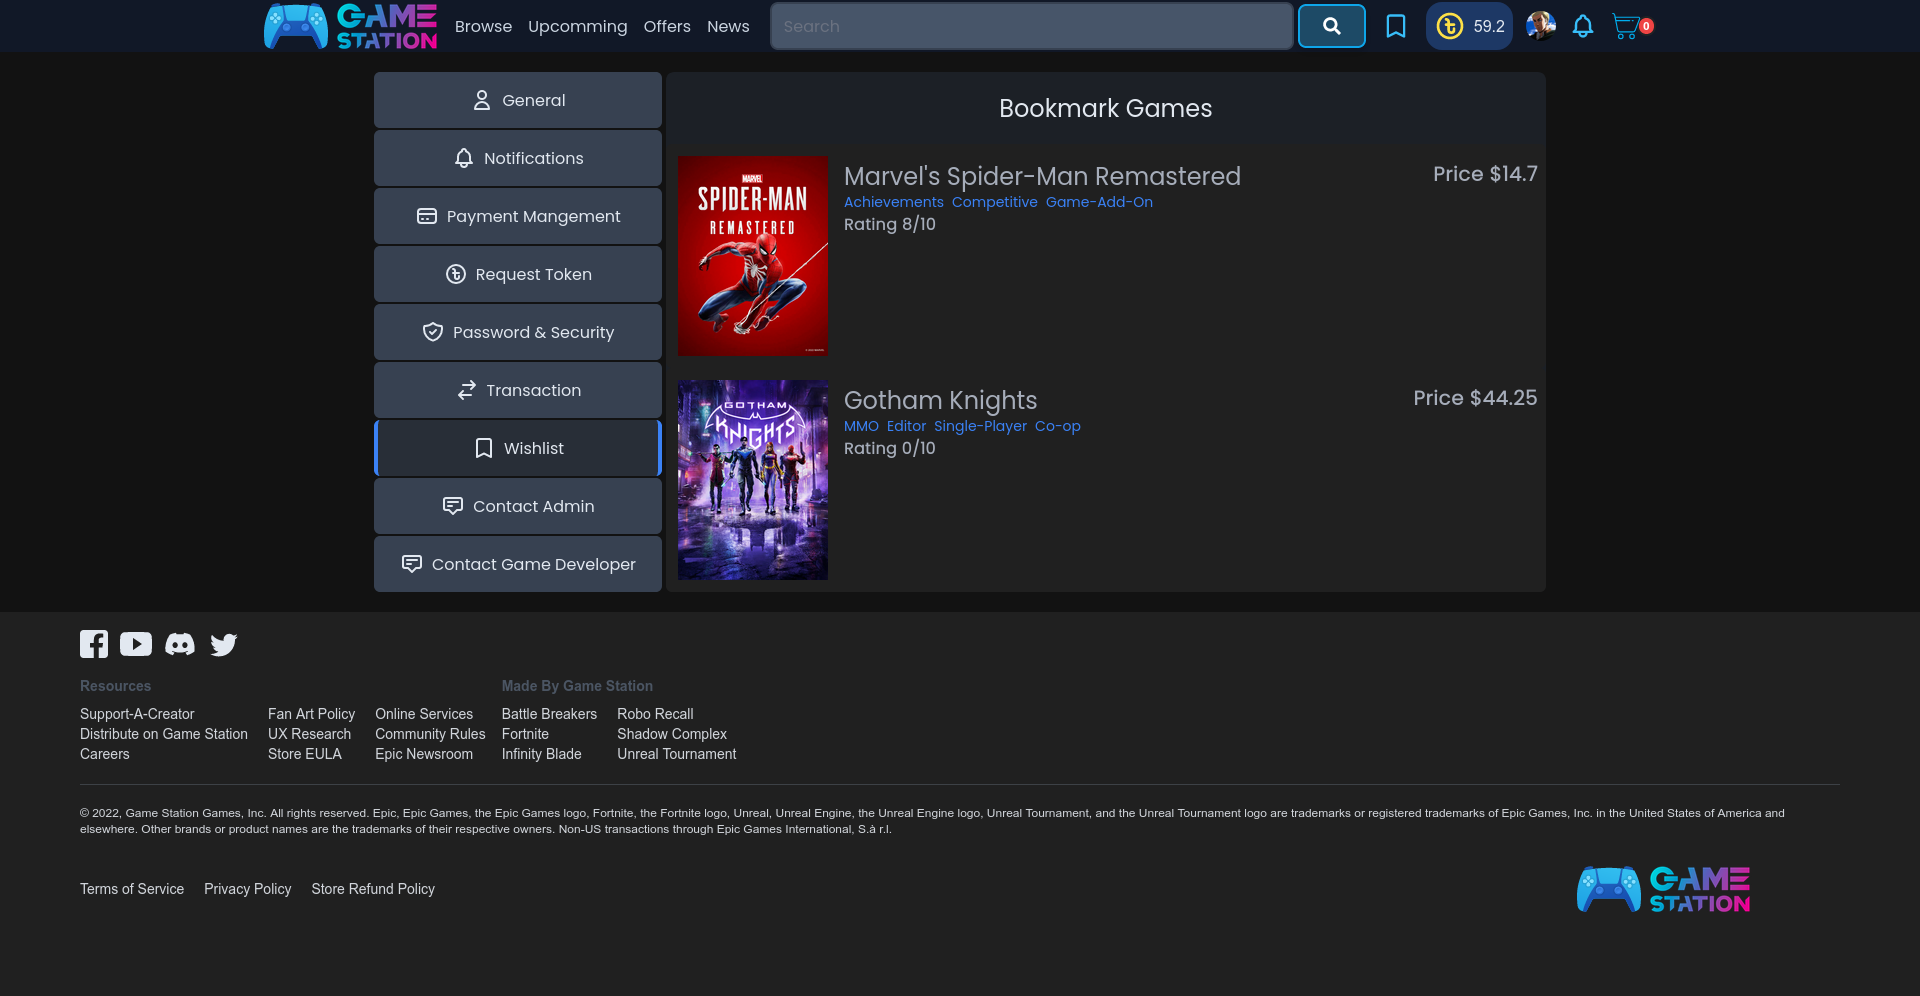 GAME STATION
Browse Upcomming Offers News Search 59.2 0
General
Notifications
Payment Mangement
Request Token
Password & Security
Transaction
Wishlist
Contact Admin
Contact Game Developer
Bookmark Games
MARVEL
SPIDER-MAN
REMASTERED
Marvel's Spider-Man Remastered
Price $14.7
Achievements Competitive Game-Add-On
Rating 8/10
GOTHAM
KNIGHTS
Gotham Knights
Price $44.25
MMO Editor Single-Player Co-op
Rating 0/10
Resources
Support-A-Creator Fan Art Policy Online Services
Distribute on Game Station UX Research Community Rules
Careers Store EULA Epic Newsroom
Made By Game Station
Battle Breakers Robo Recall
Fortnite Shadow Complex
Infinity Blade Unreal Tournament
© 2022, Game Station Games, Inc. All rights reserved. Epic, Epic Games, the Epic Games logo, Fortnite, the Fortnite logo, Unreal, Unreal Engine, the Unreal Engine logo, Unreal Tournament, and the Unreal Tournament logo are trademarks or registered trademarks of Epic Games, Inc. in the United States of America and
elsewhere. Other brands or product names are the trademarks of their respective owners. Non-US transactions through Epic Games International, S.à r.l.
Terms of Service Privacy Policy Store Refund Policy
GAME STATION